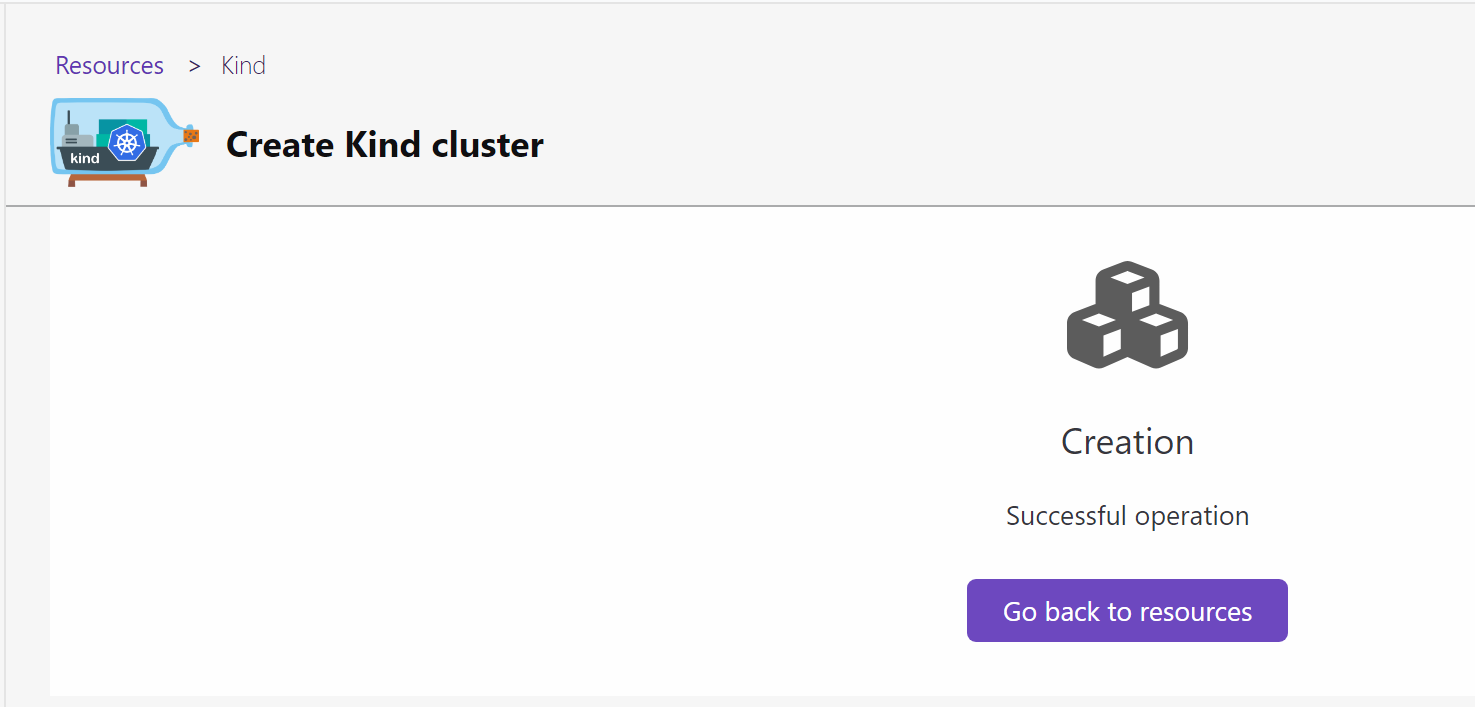 Resources > Kind
kind
Create Kind cluster
Creation
Successful operation
Go back to resources